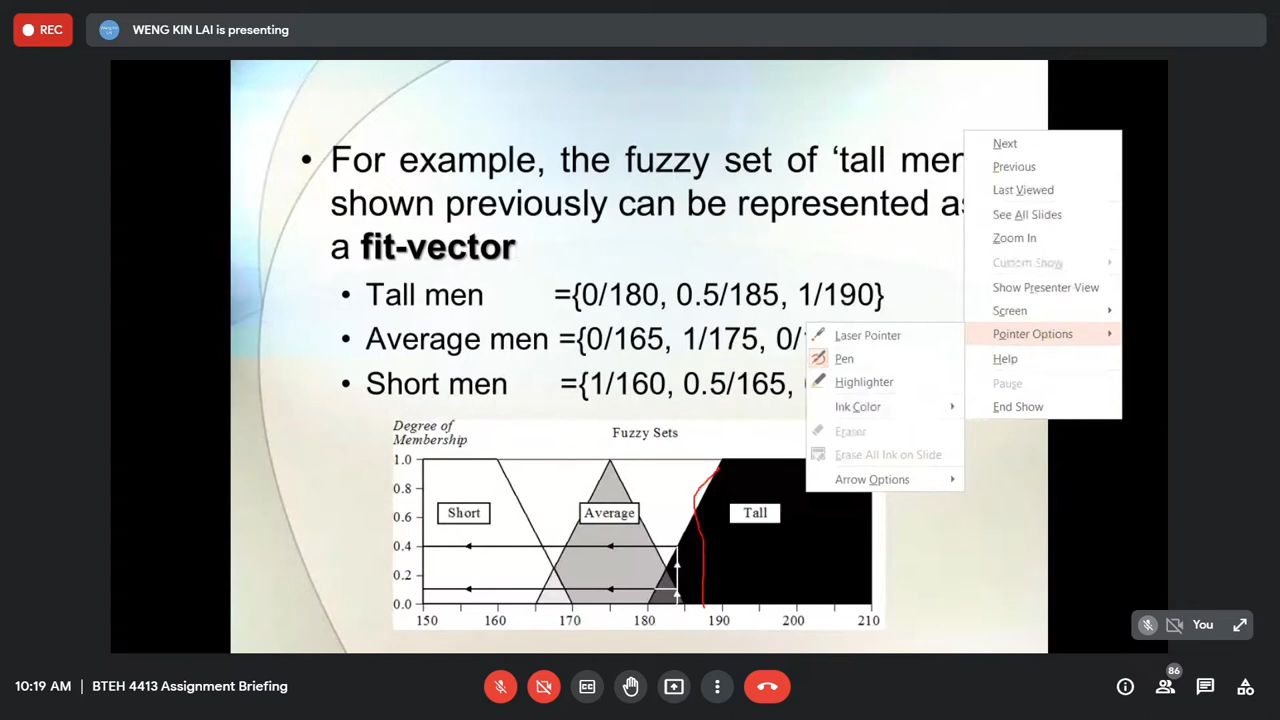 REC
WENG KIN LAI is presenting
• For example, the fuzzy set of ‘tall men
shown previously can be represented as
a fit-vector
• Tall men ={0/180, 0.5/185, 1/190}
• Average men ={0/165, 1/175, 0/
• Short men ={1/160, 0.5/165,
Next
Previous
Last Viewed
See All Slides
Zoom In
Custom Show
Show Presenter View
Screen
Pointer Options
Help
Pause
End Show
Laser Pointer
Pen
Highlighter
Ink Color
Eraser
Erase All Ink on Slide
Arrow Options
Degree of
Membership
Fuzzy Sets
1.0
0.8
0.6
0.4
0.2
0.0
Short
Average
Tall
150 160 170 180 190 200 210
You
10:19 AM | BTEH 4413 Assignment Briefing
86